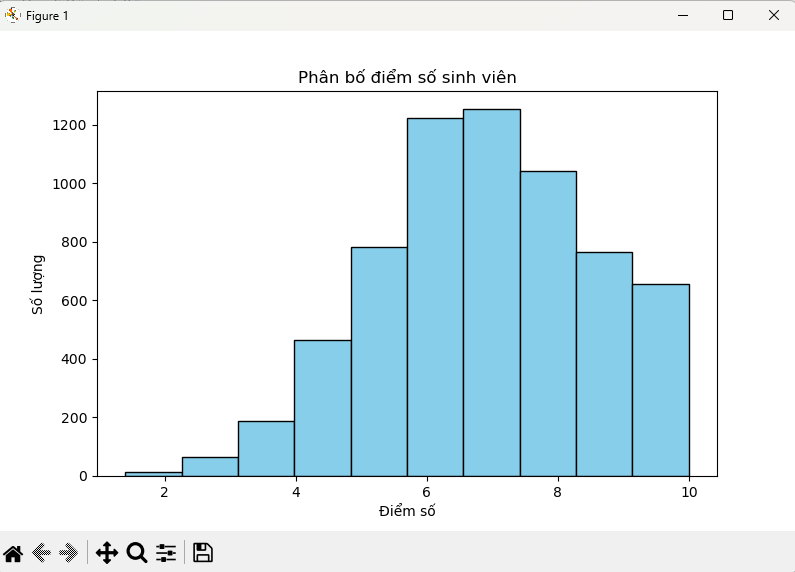 Figure 1
Phân bố điểm số sinh viên
1200
1000
800
600
400
200
0
Số lượng
2 4 6 8 10
Điểm số